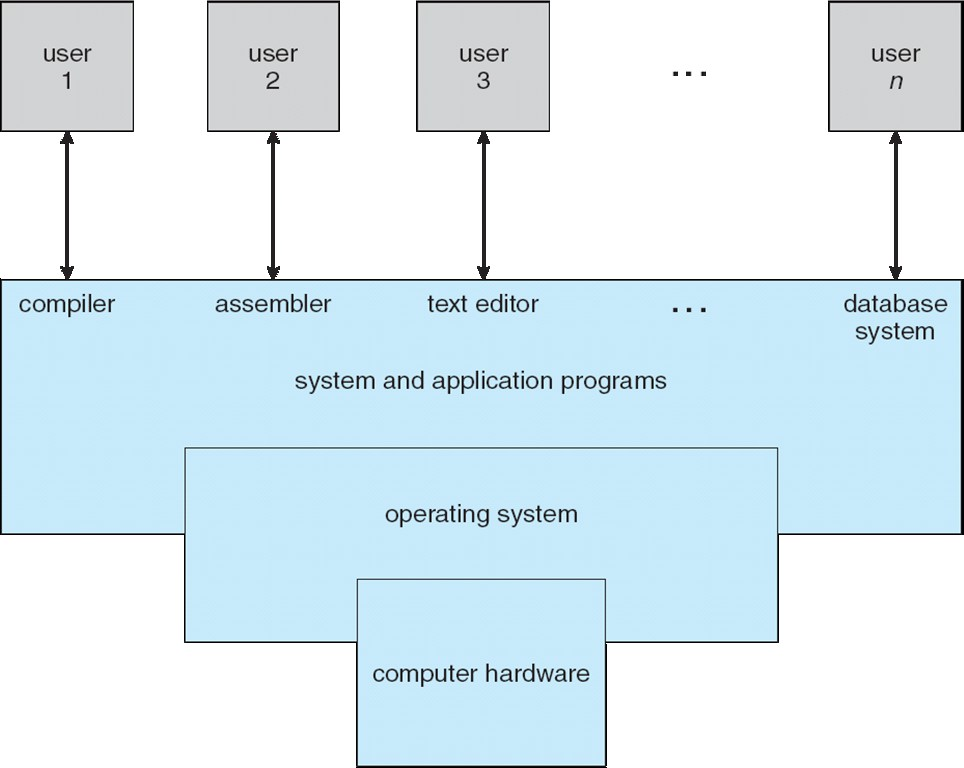 user
1
user
2
user
3
...
user
n
compiler
assembler
text editor
...
database
system
system and application programs
operating system
computer hardware